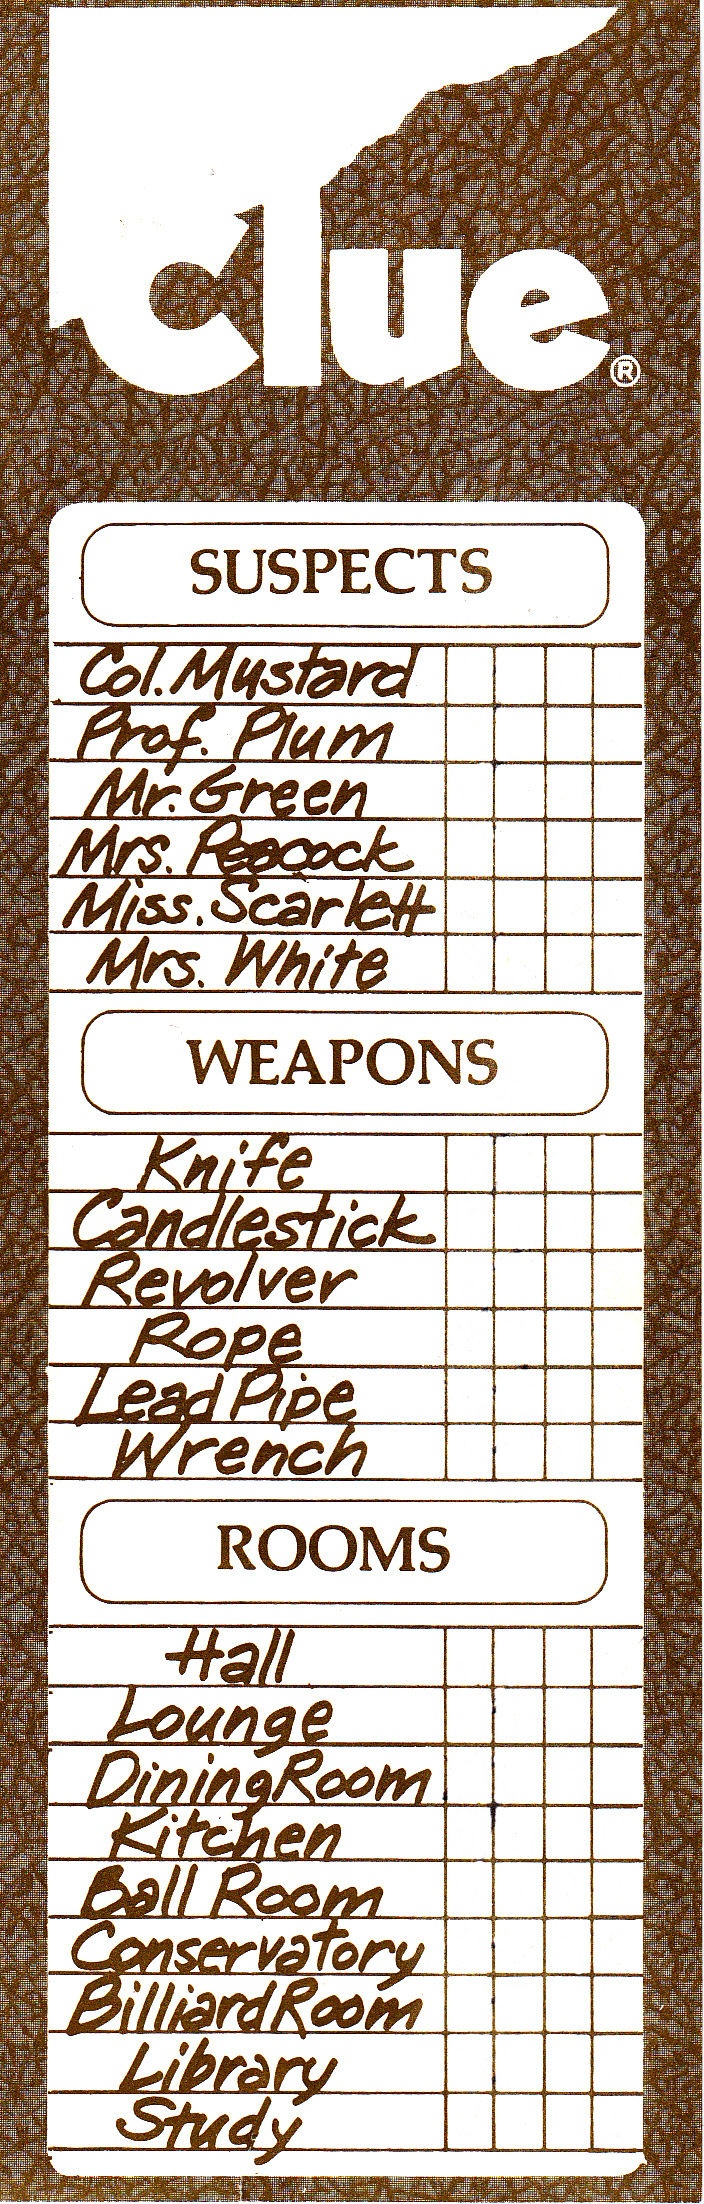 Clue®
SUSPECTS
Col. Mustard
Prof. Plum
Mr. Green
Mrs. Peacock
Miss. Scarlett
Mrs. White
WEAPONS
Knife
Candlestick
Revolver
Rope
Lead Pipe
Wrench
ROOMS
Hall
Lounge
Dining Room
Kitchen
Ball Room
Conservatory
Billiard Room
Library
Study